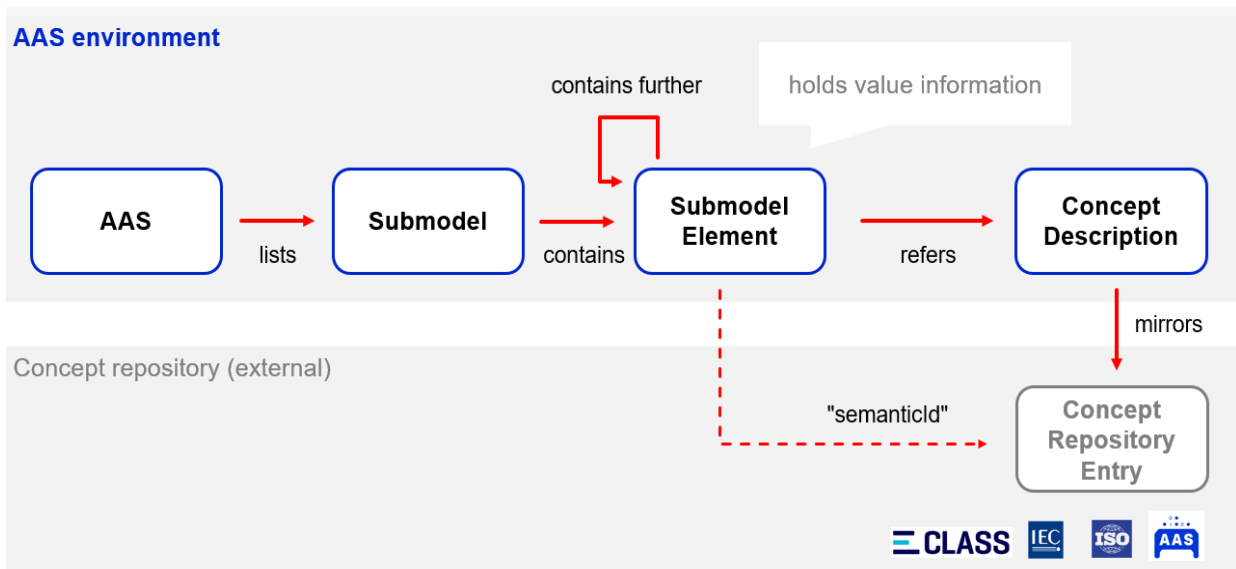 AAS environment
contains further
holds value information
AAS
lists
Submodel
contains
Submodel
Element
refers
Concept
Description
mirrors
Concept repository (external)
"semanticId"
Concept
Repository
Entry
ECLASS
IEC
ISO
AAS